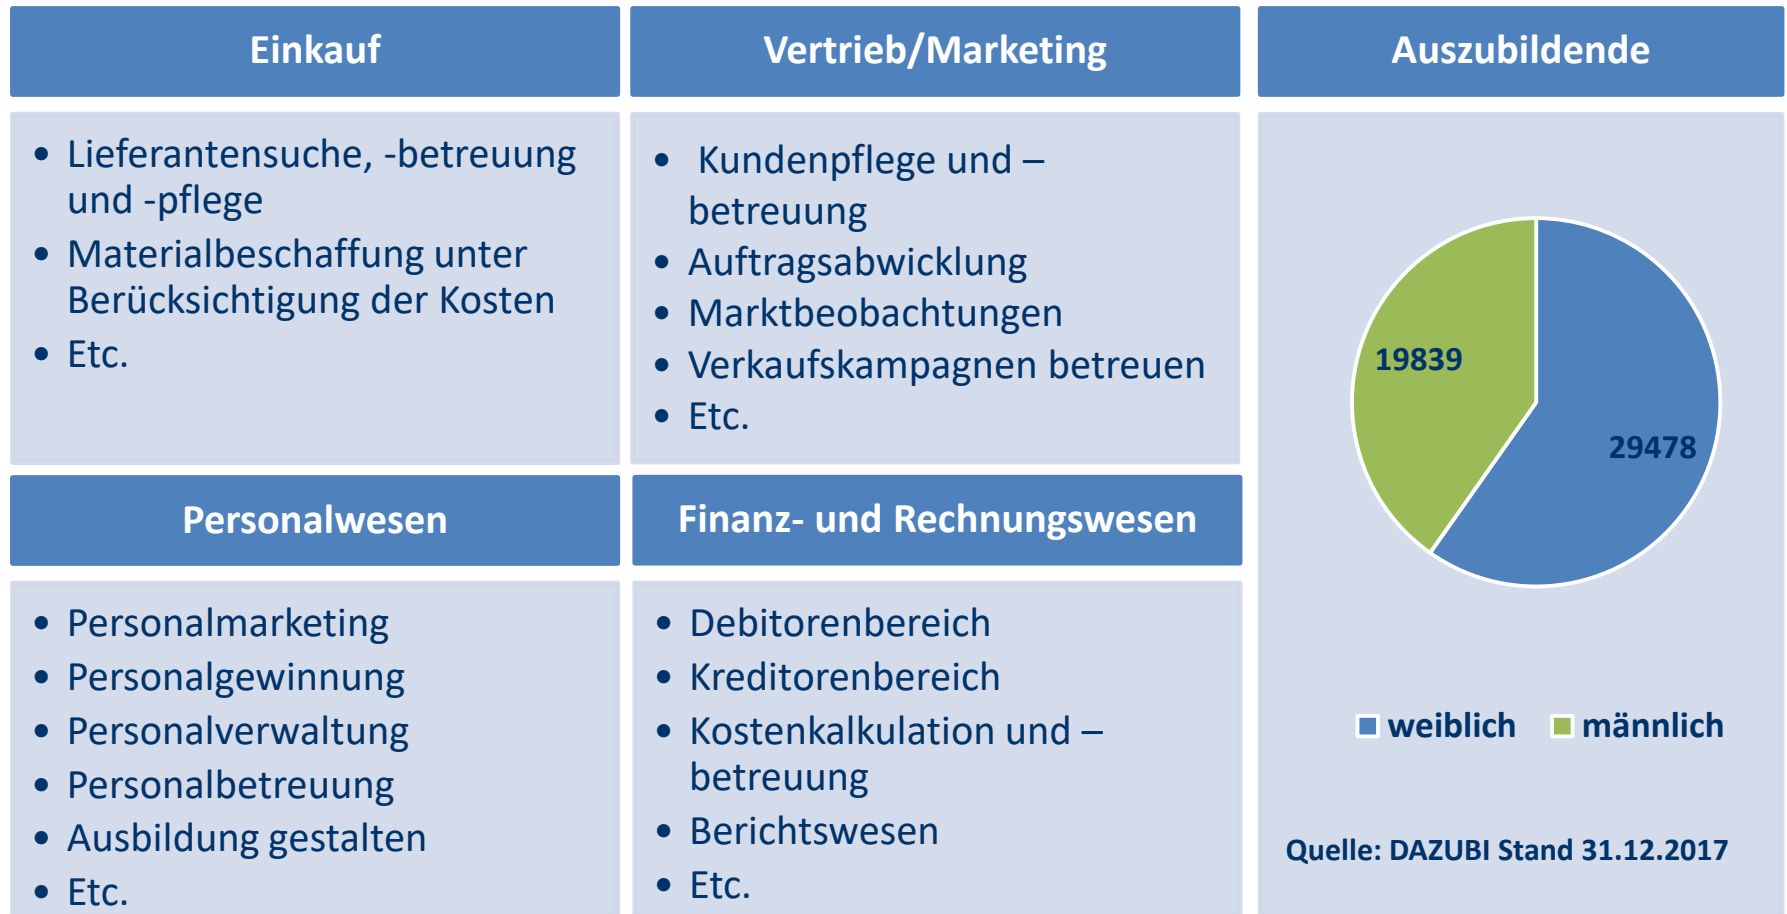 Einkauf
• Lieferantensuche, -betreuung
und -pflege
• Materialbeschaffung unter
Berücksichtigung der Kosten
• Etc.
Vertrieb/Marketing
• Kundenpflege und –
betreuung
• Auftragsabwicklung
• Marktbeobachtungen
• Verkaufskampagnen betreuen
• Etc.
Personalwesen
• Personalmarketing
• Personalgewinnung
• Personalverwaltung
• Personalbetreuung
• Ausbildung gestalten
• Etc.
Finanz- und Rechnungswesen
• Debitorenbereich
• Kreditorenbereich
• Kostenkalkulation und –
betreuung
• Berichtswesen
• Etc.
Auszubildende
19839
29478
weiblich männlich
Quelle: DAZUBI Stand 31.12.2017